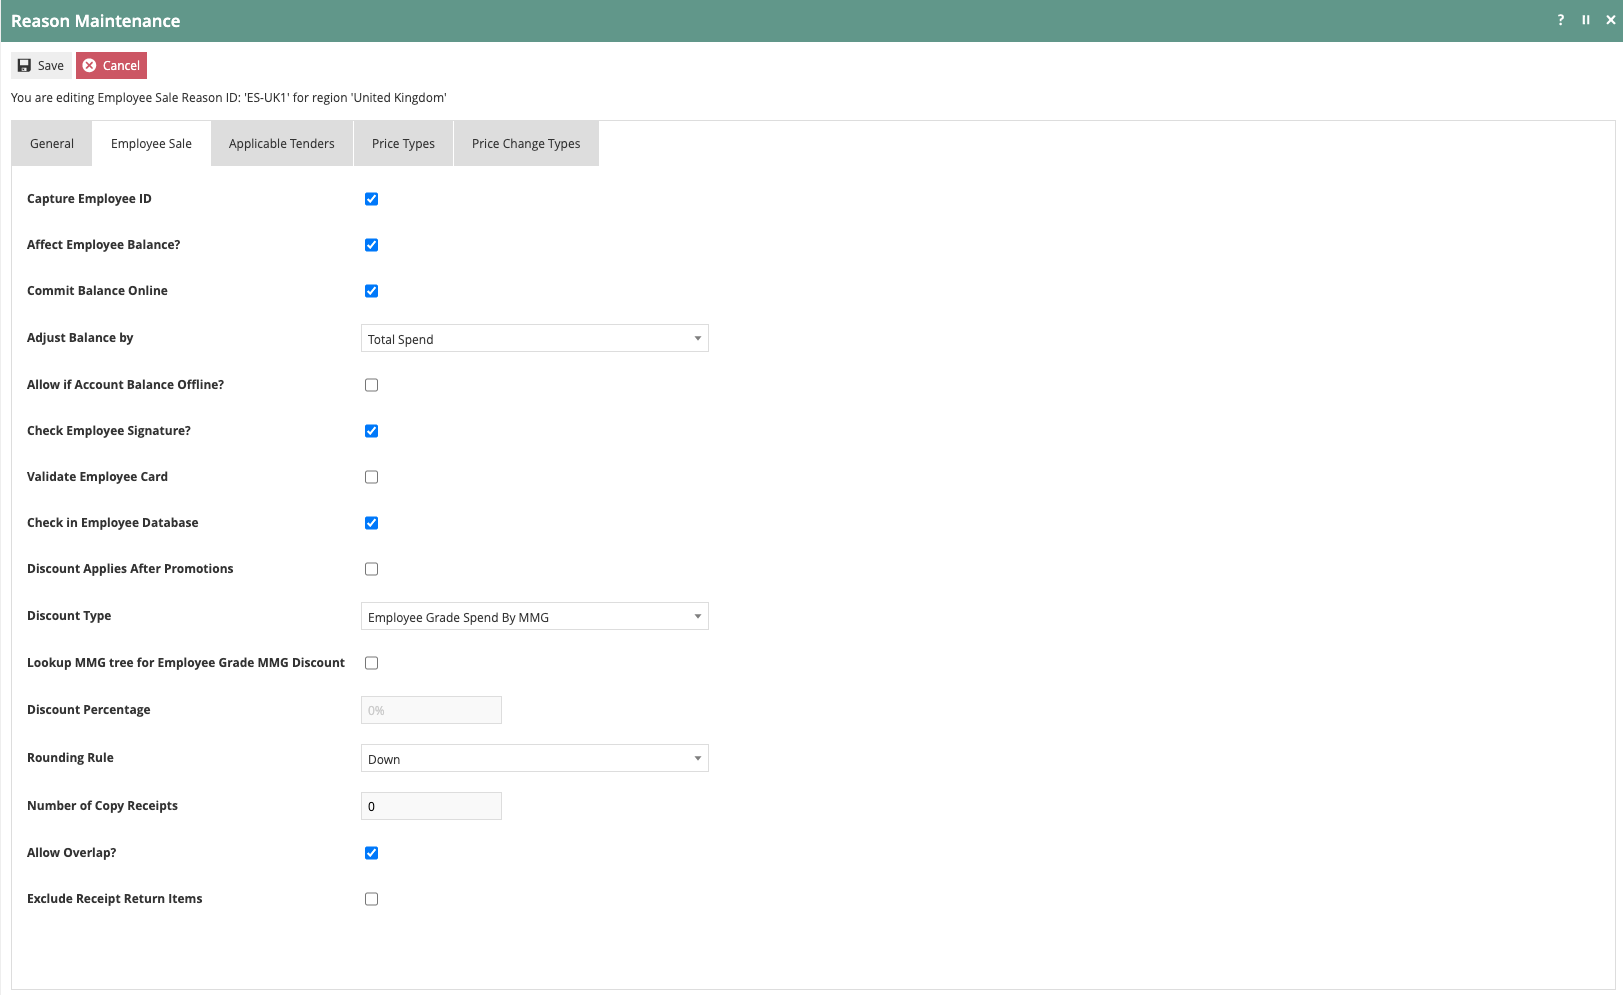 Reason Maintenance
?
Save
Cancel
You are editing Employee Sale Reason ID: 'ES-UK1' for region 'United Kingdom'
General Employee Sale Applicable Tenders Price Types Price Change Types
Capture Employee ID
Affect Employee Balance?
Commit Balance Online
Adjust Balance by Total Spend
Allow if Account Balance Offline?
Check Employee Signature?
Validate Employee Card
Check in Employee Database
Discount Applies After Promotions
Discount Type Employee Grade Spend By MMG
Lookup MMG tree for Employee Grade MMG Discount
Discount Percentage 0%
Rounding Rule Down
Number of Copy Receipts 0
Allow Overlap?
Exclude Receipt Return Items